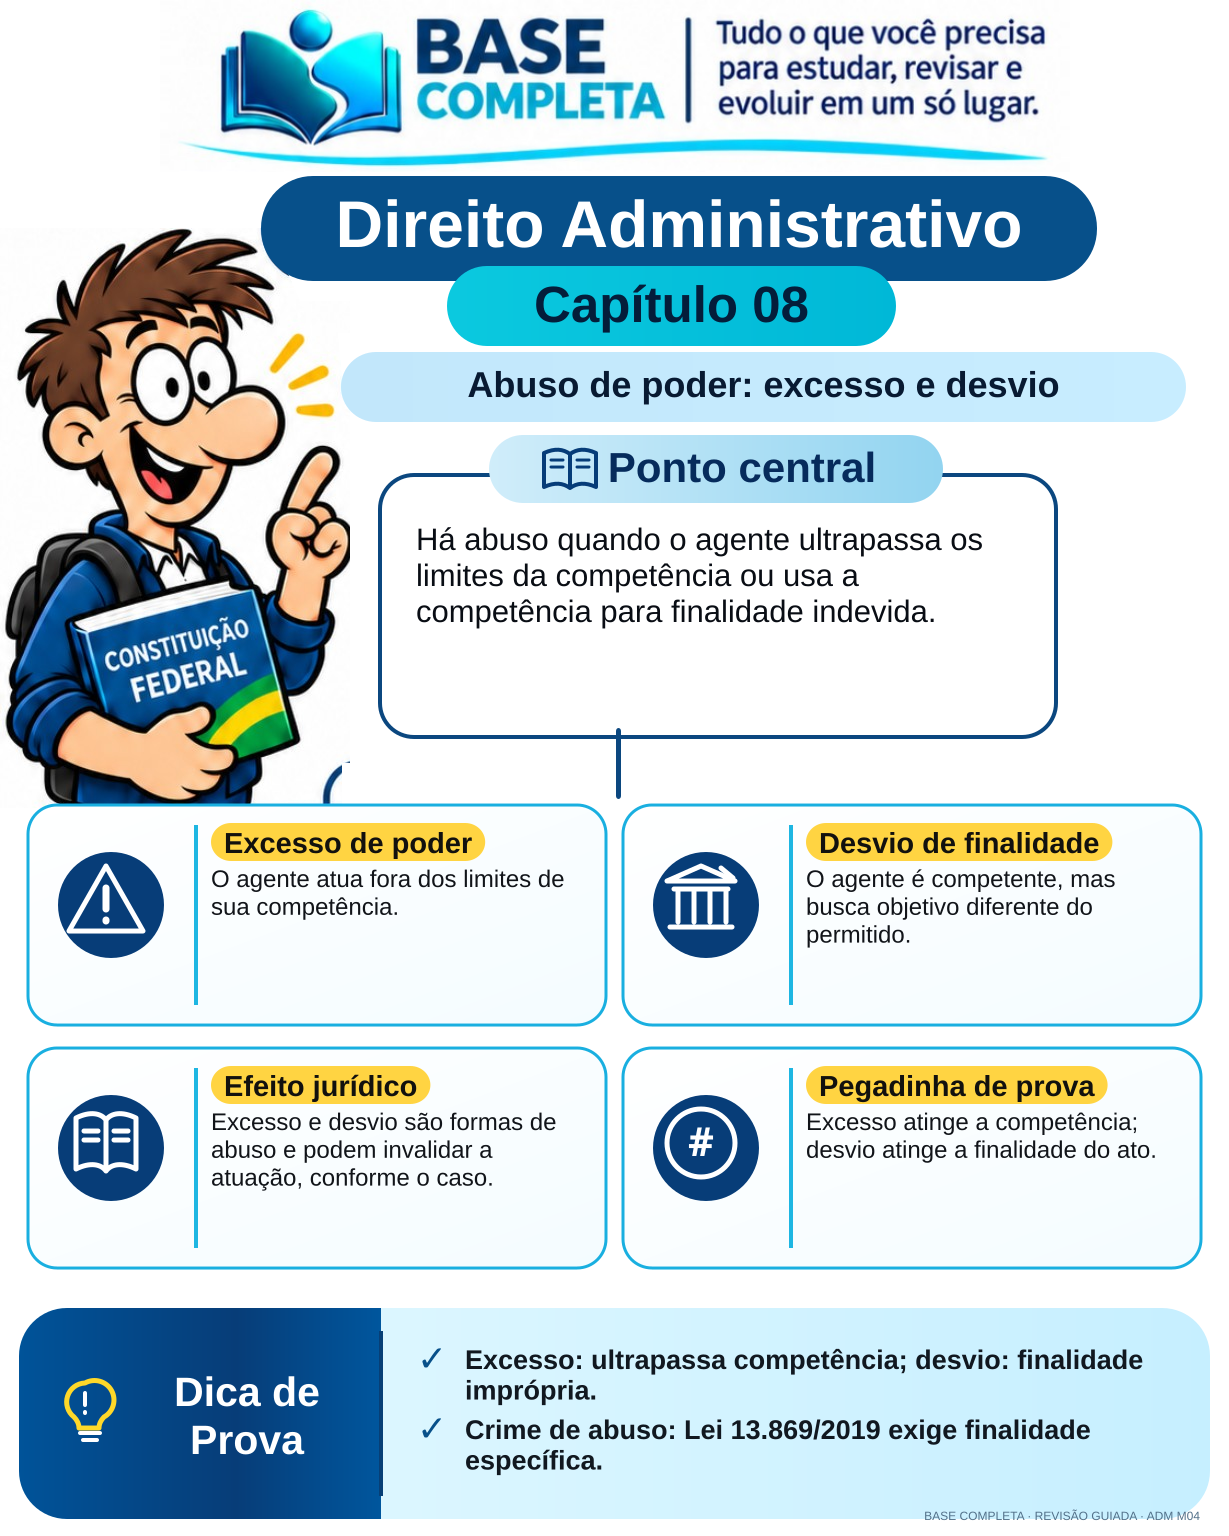 BASE
COMPLETA
Tudo o que você precisa
para estudar, revisar e
evoluir em um só lugar.
Direito Administrativo
Capítulo 08
Abuso de poder: excesso e desvio
Ponto central
Há abuso quando o agente ultrapassa os
limites da competência ou usa a
competência para finalidade indevida.
CONSTITUIÇÃO
FEDERAL
Excesso de poder
O agente atua fora dos limites de
sua competência.
Desvio de finalidade
O agente é competente, mas
busca objetivo diferente do
permitido.
Efeito jurídico
Excesso e desvio são formas de
abuso e podem invalidar a
atuação, conforme o caso.
#
Pegadinha de prova
Excesso atinge a competência;
desvio atinge a finalidade do ato.
Dica de
Prova
✓ Excesso: ultrapassa competência; desvio: finalidade
imprópria.
✓ Crime de abuso: Lei 13.869/2019 exige finalidade
específica.
BASE COMPLETA · REVISÃO GUIADA · ADM M04